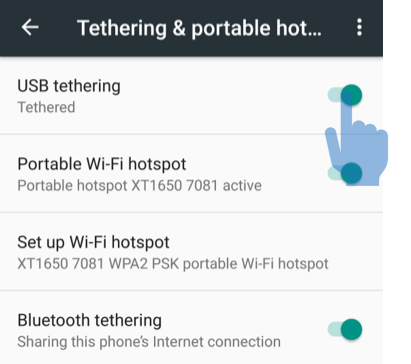 Tethering & portable hot...
USB tethering
Tethered
Portable Wi-Fi hotspot
Portable hotspot XT1650 7081 active
Set up Wi-Fi hotspot
XT1650 7081 WPA2 PSK portable Wi-Fi hotspot
Bluetooth tethering
Sharing this phone's Internet connection